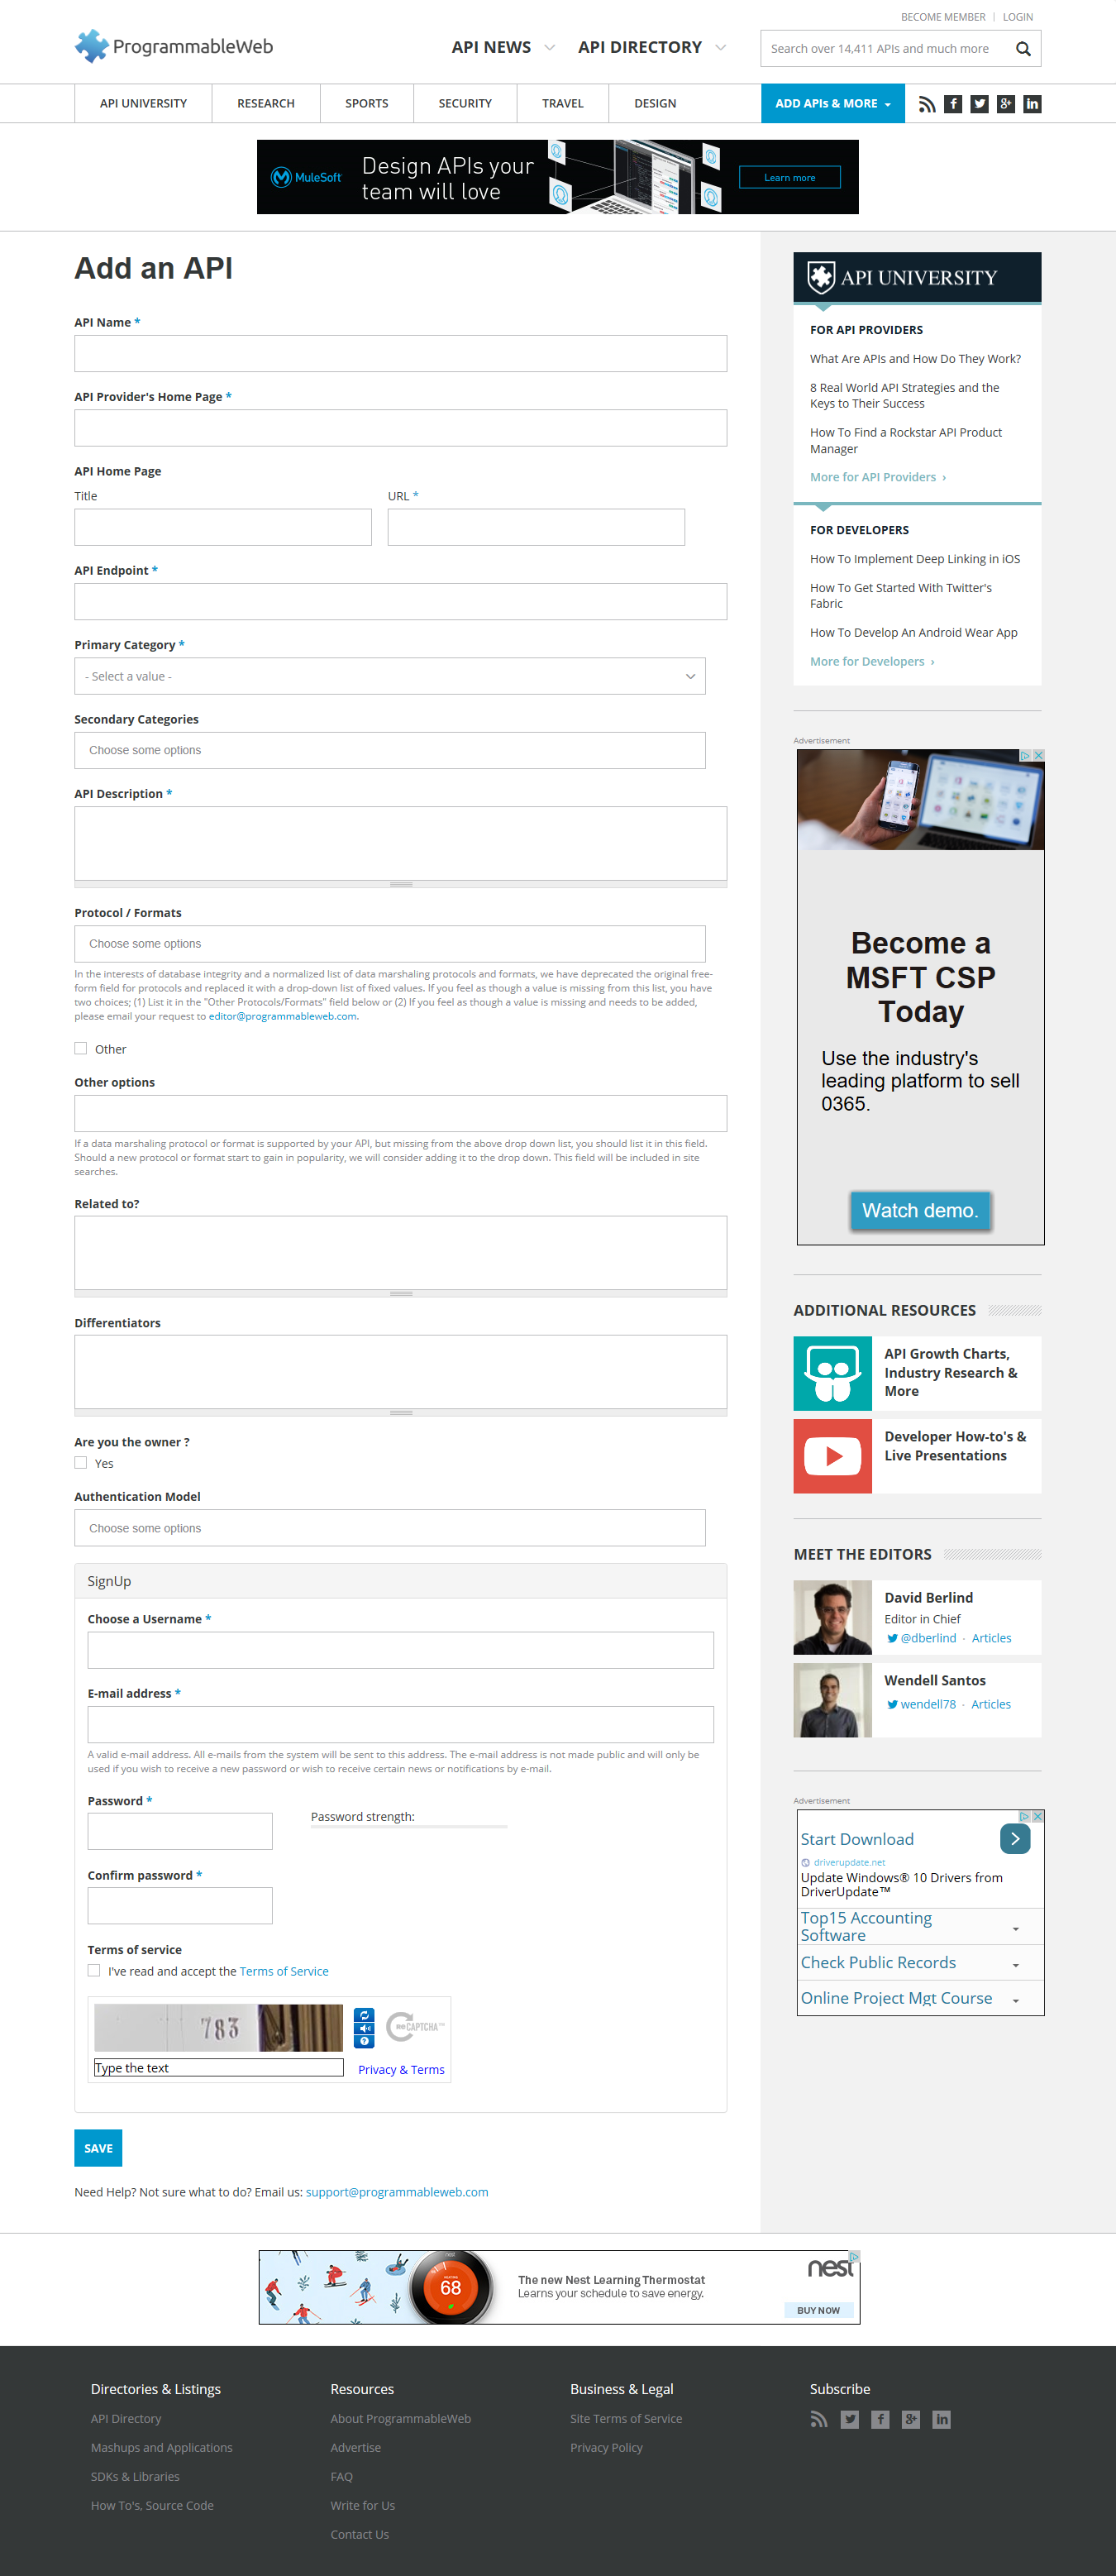 BECOME MEMBER | LOGIN
ProgrammableWeb
API NEWS
API DIRECTORY
Search over 14,411 APIs and much more
API UNIVERSITY
RESEARCH
SPORTS
SECURITY
TRAVEL
DESIGN
ADD APIs & MORE
MuleSoft
Design APIs your
team will love
Learn more
Add an API
API Name *
API Provider's Home Page *
API Home Page
Title
URL *
API Endpoint *
Primary Category *
- Select a value -
Secondary Categories
Choose some options
API Description *
Protocol / Formats
Choose some options
In the interests of database integrity and a normalized list of data marshaling protocols and formats, we have deprecated the original free-
form field for protocols and replaced it with a drop-down list of fixed values. If you feel as though a value is missing from this list, you have
two choices; (1) List it in the "Other Protocols/Formats" field below or (2) If you feel as though a value is missing and needs to be added,
please email your request to editor@programmableweb.com.
Other
Other options
If a data marshaling protocol or format is supported by your API, but missing from the above drop down list, you should list it in this field.
Should a new protocol or format start to gain in popularity, we will consider adding it to the drop down. This field will be included in site
searches.
Related to?
Differentiators
Are you the owner ?
Yes
Authentication Model
Choose some options
SignUp
Choose a Username *
E-mail address *
A valid e-mail address. All e-mails from the system will be sent to this address. The e-mail address is not made public and will only be
used if you wish to receive a new password or wish to receive certain news or notifications by e-mail.
Password *
Password strength:
Confirm password *
Terms of service
I've read and accept the Terms of Service
783
reCAPTCHA™
Type the text
Privacy & Terms
SAVE
Need Help? Not sure what to do? Email us: support@programmableweb.com
API UNIVERSITY
FOR API PROVIDERS
What Are APIs and How Do They Work?
8 Real World API Strategies and the
Keys to Their Success
How To Find a Rockstar API Product
Manager
More for API Providers ›
FOR DEVELOPERS
How To Implement Deep Linking in iOS
How To Get Started With Twitter's
Fabric
How To Develop An Android Wear App
More for Developers ›
Advertisement
Become a
MSFT CSP
Today
Use the industry's
leading platform to sell
0365.
Watch demo.
ADDITIONAL RESOURCES
API Growth Charts,
Industry Research &
More
Developer How-to's &
Live Presentations
MEET THE EDITORS
David Berlind
Editor in Chief
@dberlind · Articles
Wendell Santos
wendell78 · Articles
Advertisement
Start Download
driverupdate.net
Update Windows® 10 Drivers from
DriverUpdate™
Top15 Accounting
Software
Check Public Records
Online Project Mgt Course
nest
68
The new Nest Learning Thermostat
Learns your schedule to save energy.
nest
BUY NOW
Directories & Listings
API Directory
Mashups and Applications
SDKs & Libraries
How To's, Source Code
Resources
About ProgrammableWeb
Advertise
FAQ
Write for Us
Contact Us
Business & Legal
Site Terms of Service
Privacy Policy
Subscribe